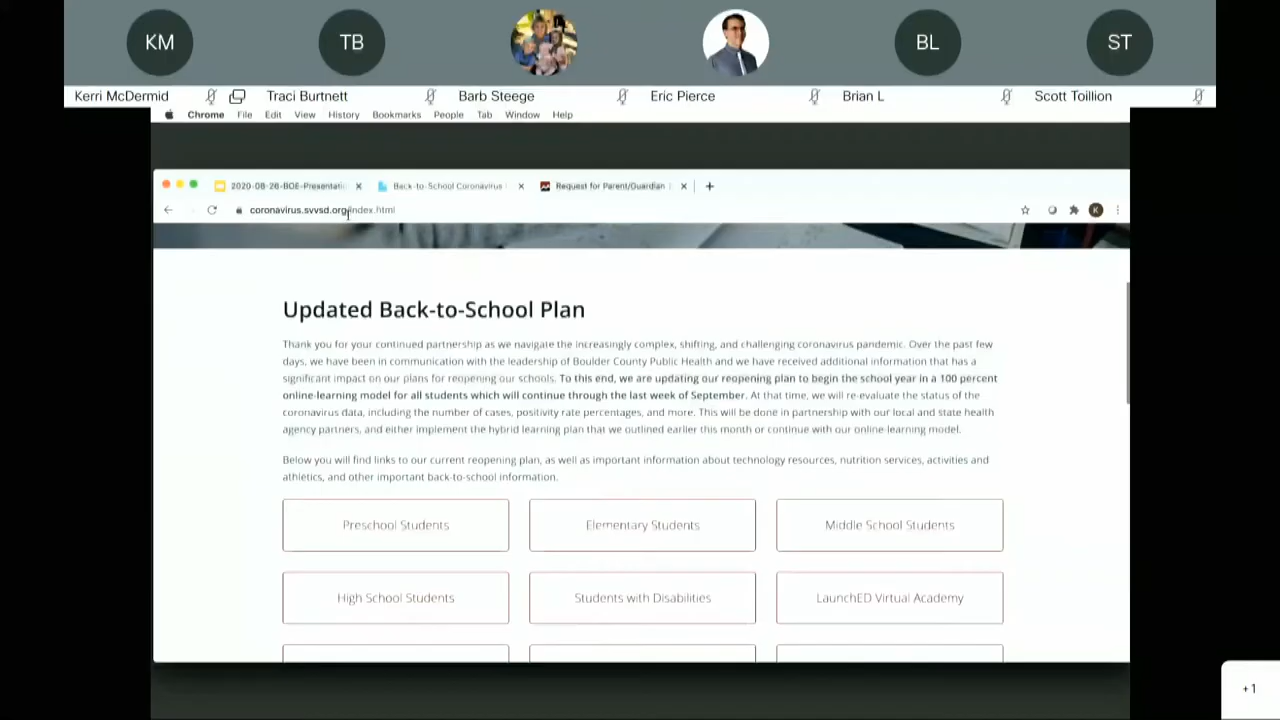 KM
TB
BL
ST
Kerri McDermid
Traci Burtnett
Barb Steege
Eric Pierce
Brian L
Scott Toillion
Chrome File Edit View History Bookmarks People Tab Window Help
2020-08-26-BOE-Presentatic
Back-to-School Coronavirus
Request for Parent/Guardian
coronavirus.svvsd.org/index.html
K
Updated Back-to-School Plan
Thank you for your continued partnership as we navigate the increasingly complex, shifting, and challenging coronavirus pandemic. Over the past few
days, we have been in communication with the leadership of Boulder County Public Health and we have received additional information that has a
significant impact on our plans for reopening our schools. To this end, we are updating our reopening plan to begin the school year in a 100 percent
online-learning model for all students which will continue through the last week of September. At that time, we will re-evaluate the status of the
coronavirus data, including the number of cases, positivity rate percentages, and more. This will be done in partnership with our local and state health
agency partners, and either implement the hybrid learning plan that we outlined earlier this month or continue with our online-learning model.
Below you will find links to our current reopening plan, as well as important information about technology resources, nutrition services, activities and
athletics, and other important back-to-school information.
Preschool Students
Elementary Students
Middle School Students
High School Students
Students with Disabilities
LaunchED Virtual Academy
+1